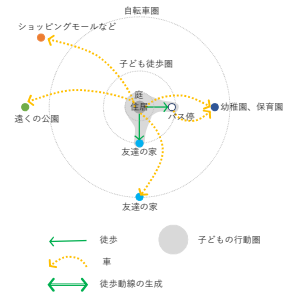 自転車圏
ショッピングモールなど
子ども徒歩圏
庭
住居
幼稚園、保育園
バス停
遠くの公園
友達の家
友達の家
徒歩
子どもの行動圏
車
徒歩動線の生成